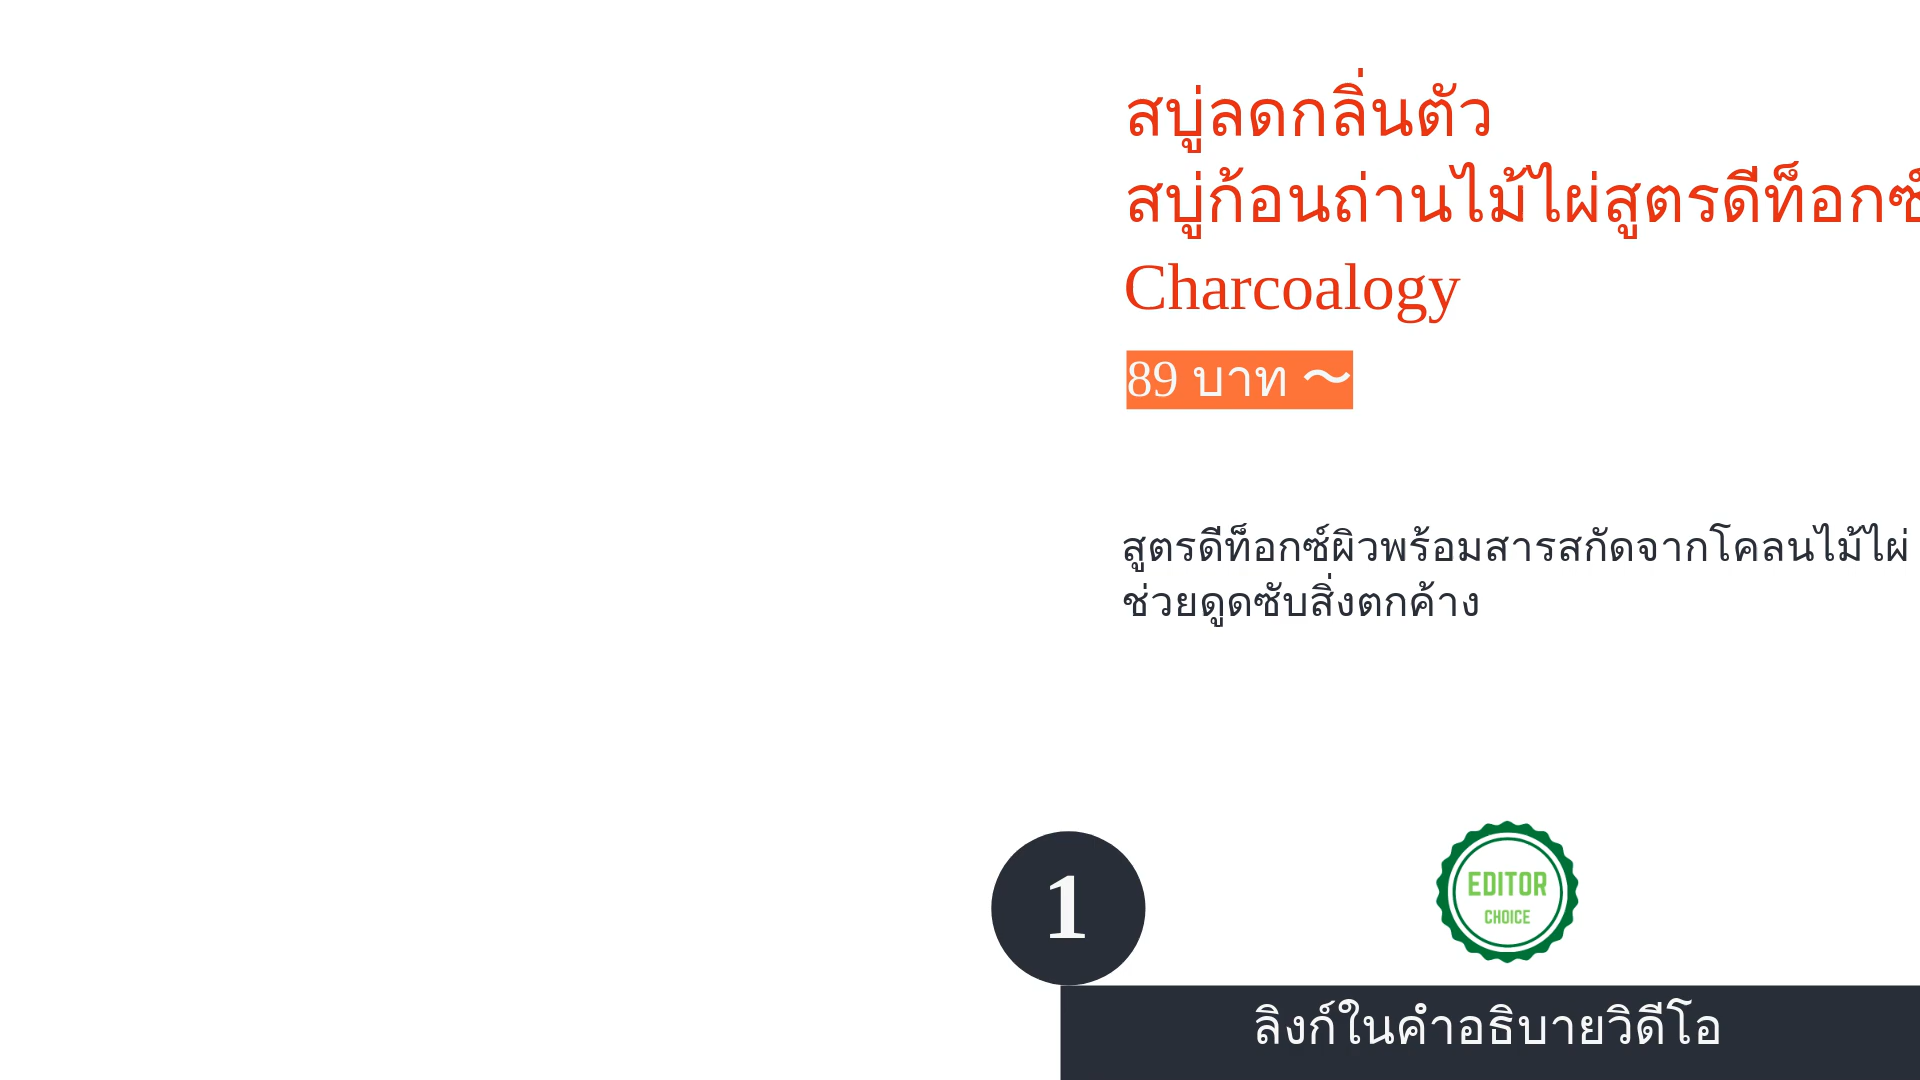 สบู่ลดกลิ่นตัว
สบู่ก้อนถ่านไม้ไผ่สูตรดีท็อกซ์
Charcoalogy
89 บาท 〜
สูตรดีท็อกซ์ผิวพร้อมสารสกัดจากโคลนไม้ไผ่
ช่วยดูดซับสิ่งตกค้าง
1
EDITOR
CHOICE
ลิงก์ในคำอธิบายวิดีโอ